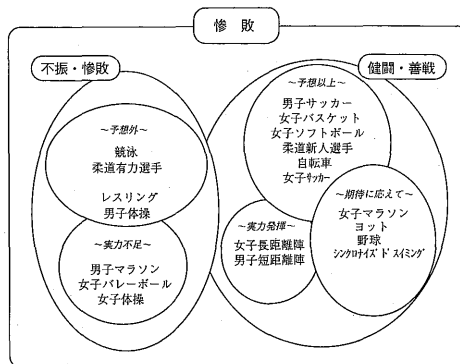 惨敗
不振・惨敗
健闘・善戦
～予想外～
競泳
柔道有力選手
レスリング
男子体操
～実力不足～
男子マラソン
女子バレーボール
女子体操
～予想以上～
男子サッカー
女子バスケット
女子ソフトボール
柔道新人選手
自転車
女子サッカー
～実力発揮～
女子長距離陣
男子短距離陣
～期待に応えて～
女子マラソン
ヨット
野球
シンクロナイズドスイミング